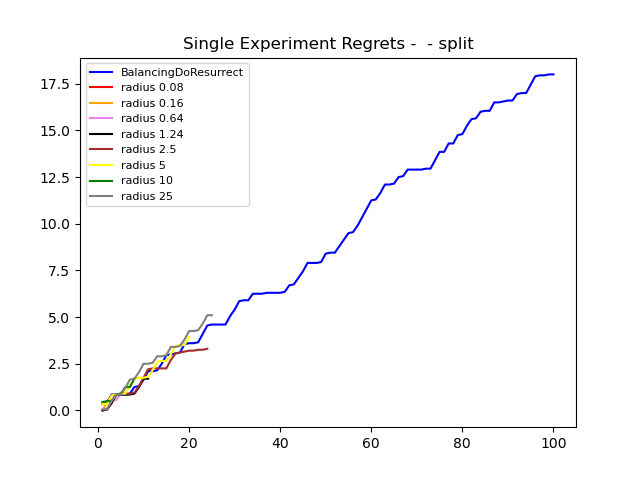 Single Experiment Regrets -  - split
BalancingDoResurrect
radius 0.08
radius 0.16
radius 0.64
radius 1.24
radius 2.5
radius 5
radius 10
radius 25
17.5
15.0
12.5
10.0
7.5
5.0
2.5
0.0
0 20 40 60 80 100